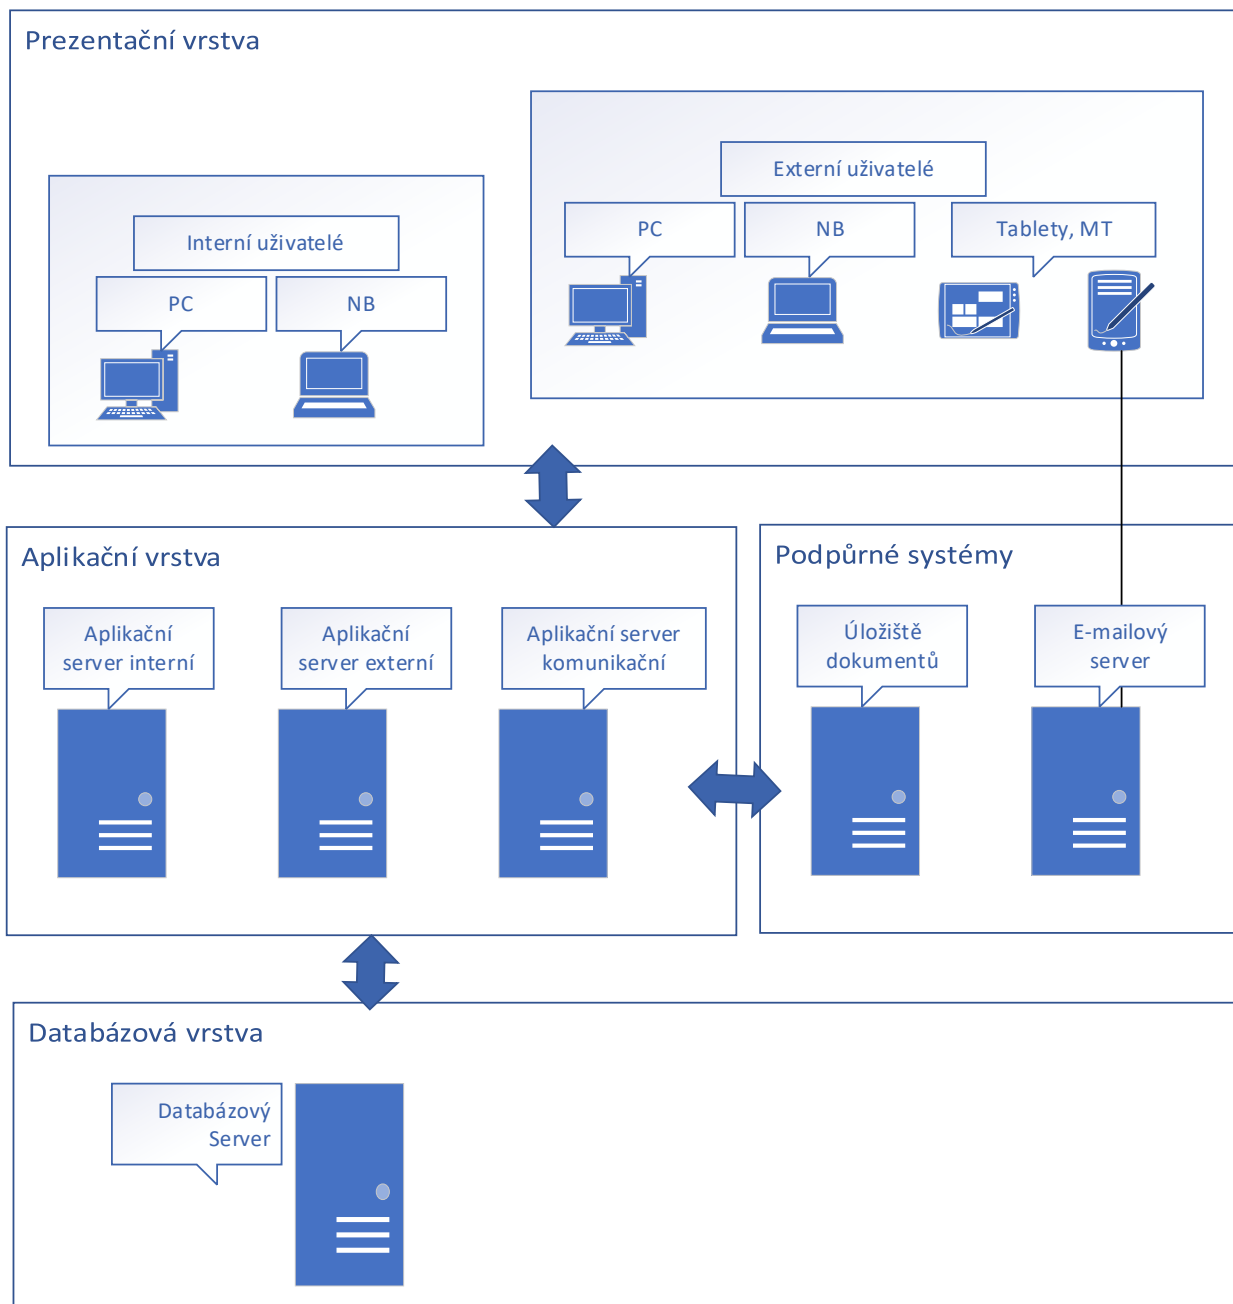 Prezentační vrstva
Externí uživatelé
PC
NB
Tablety, MT
Interní uživatelé
PC
NB
Aplikační vrstva
Aplikační
server interní
Aplikační
server externí
Aplikační server
komunikační
Podpůrné systémy
Úložiště
dokumentů
E-mailový
server
Databázová vrstva
Databázový
Server